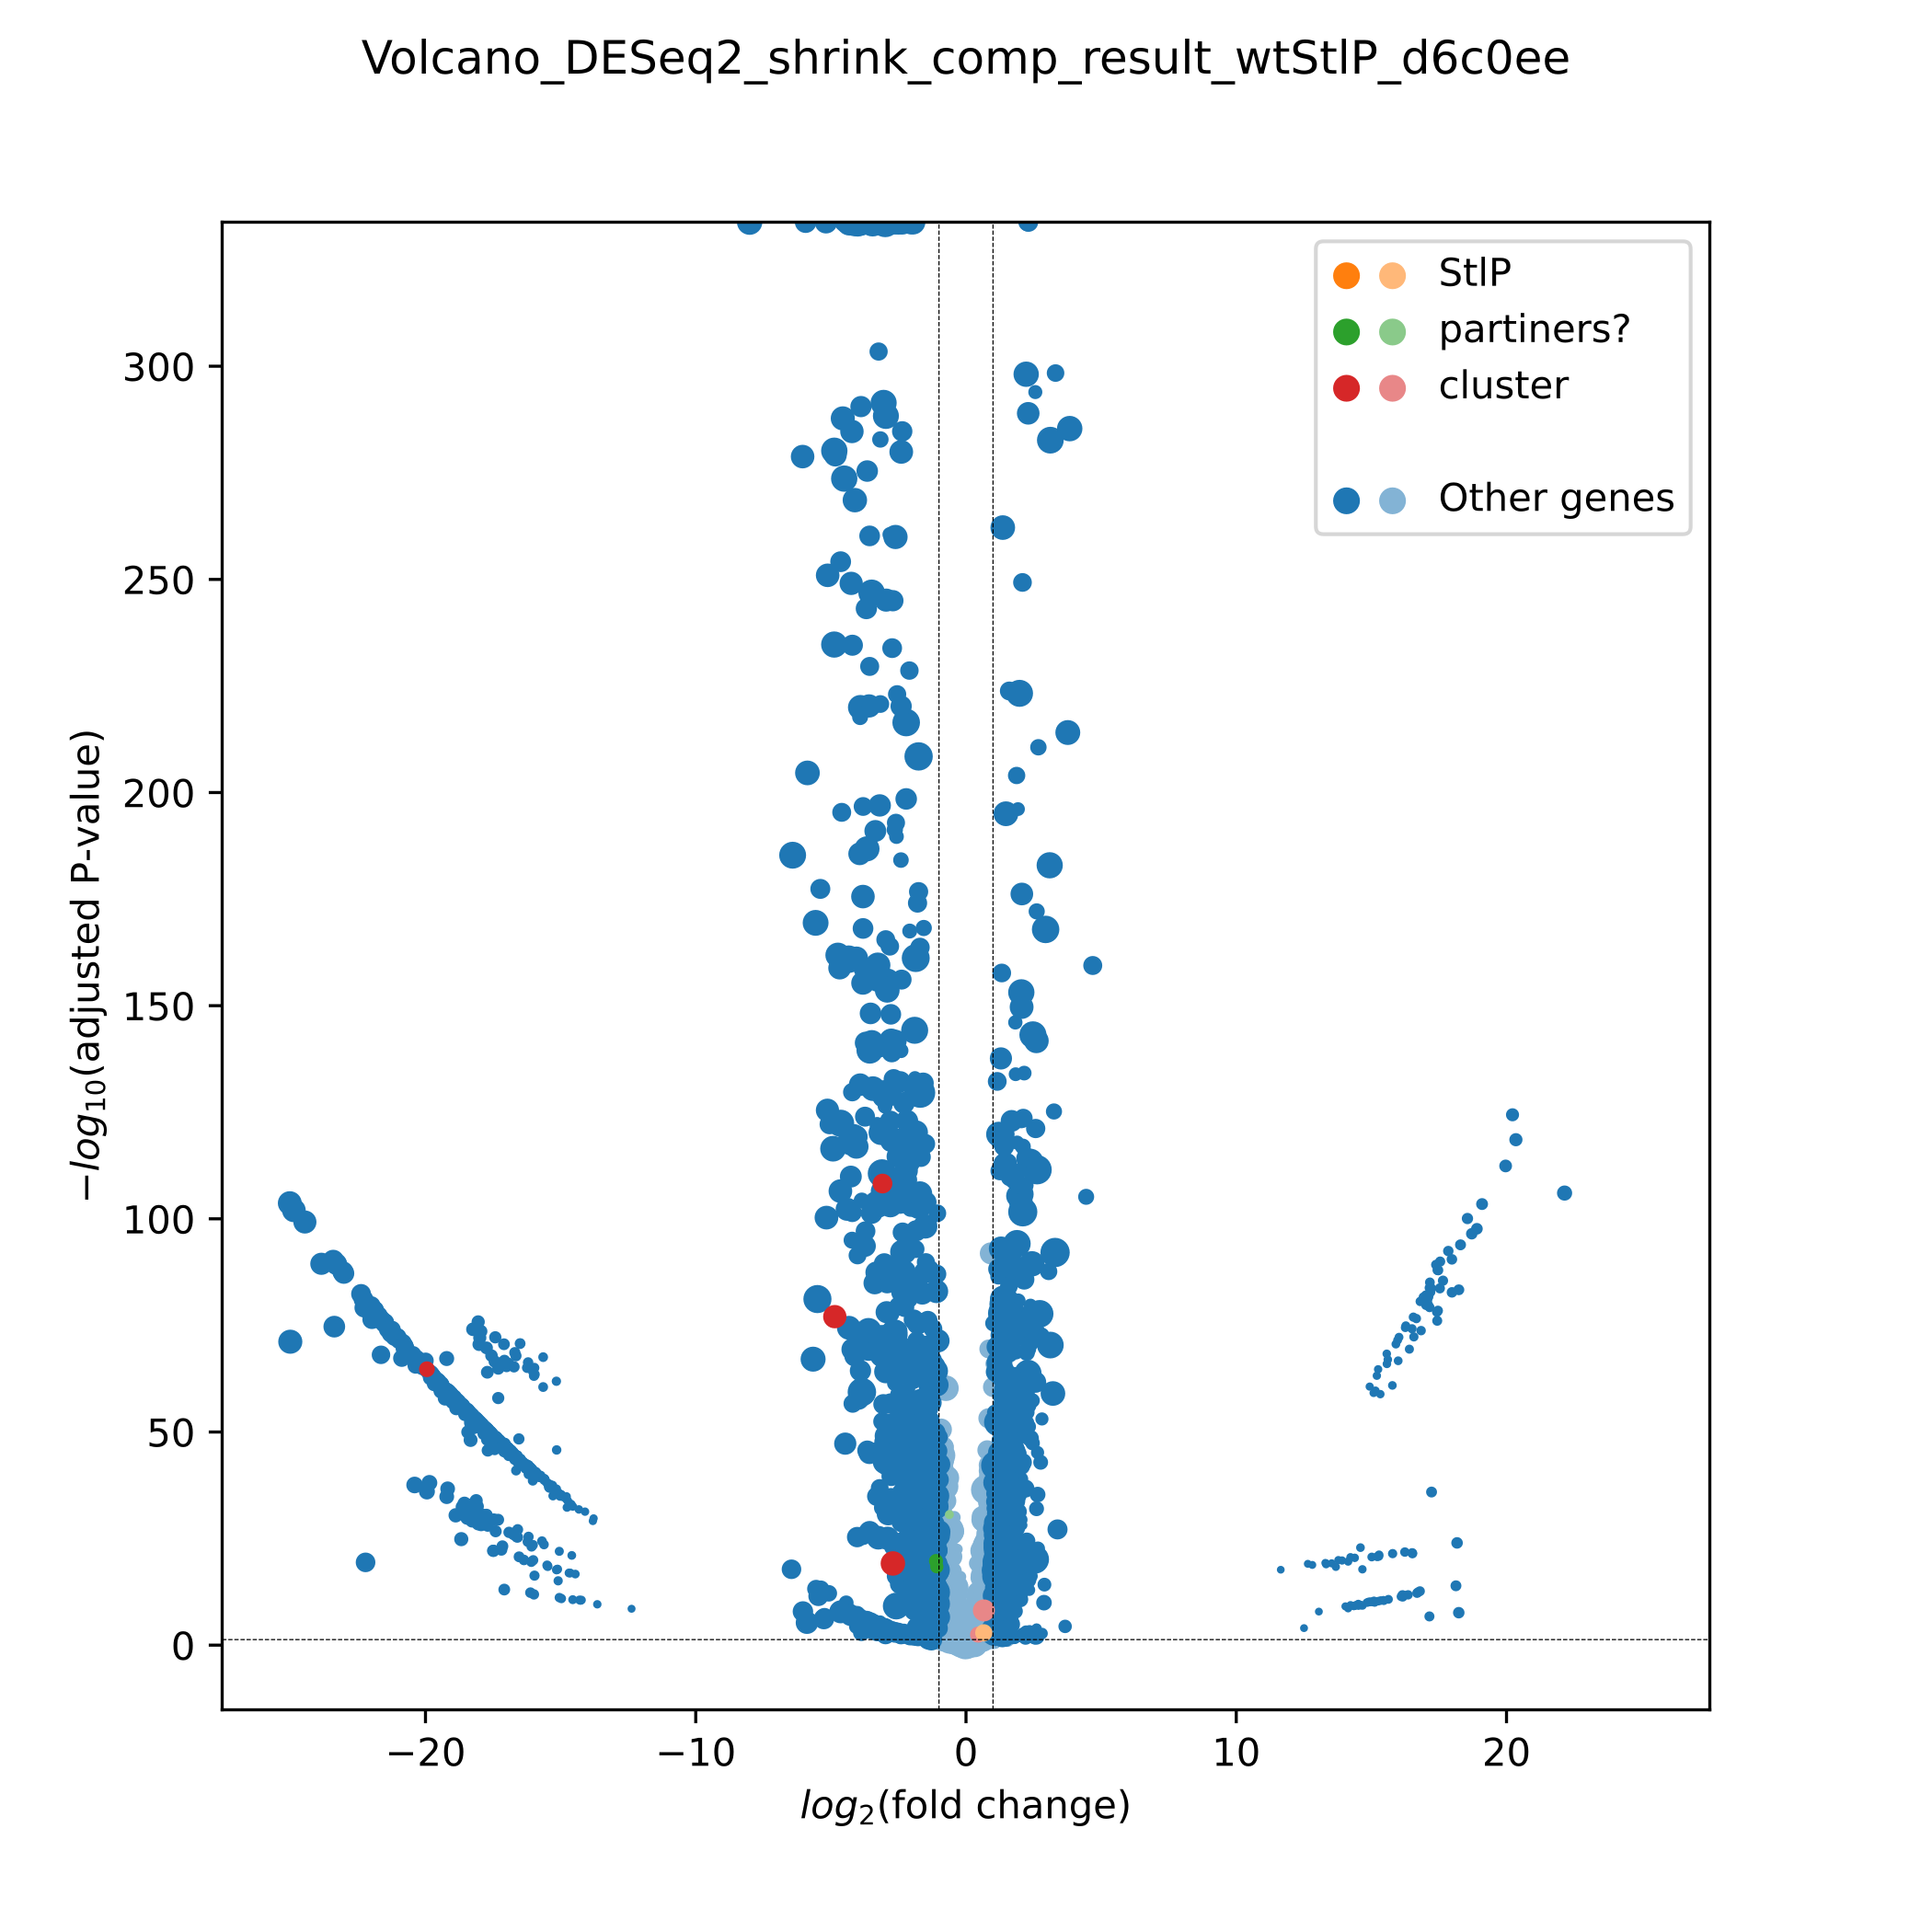 Volcano_DESeq2_shrink_comp_result_wtStlP_d6c0ee
StlP
partiners?
cluster
Other genes
300
250
200
150
100
50
0
−log₁₀(adjusted P-value)
−20 −10 0 10 20
log₂(fold change)